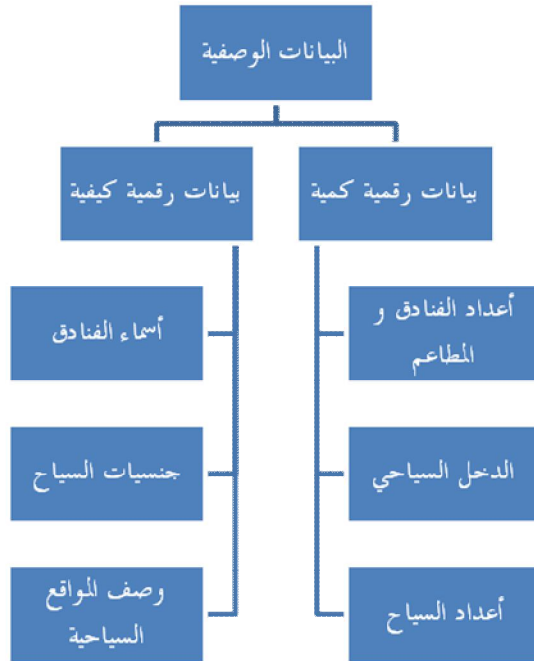 البيانات الوصفية
بيانات رقمية كمية
بيانات رقمية كيفية
أعداد الفنادق و
المطاعم
أسماء الفنادق
الدخل السياحي
جنسيات السياح
أعداد السياح
وصف المواقع
السياحية